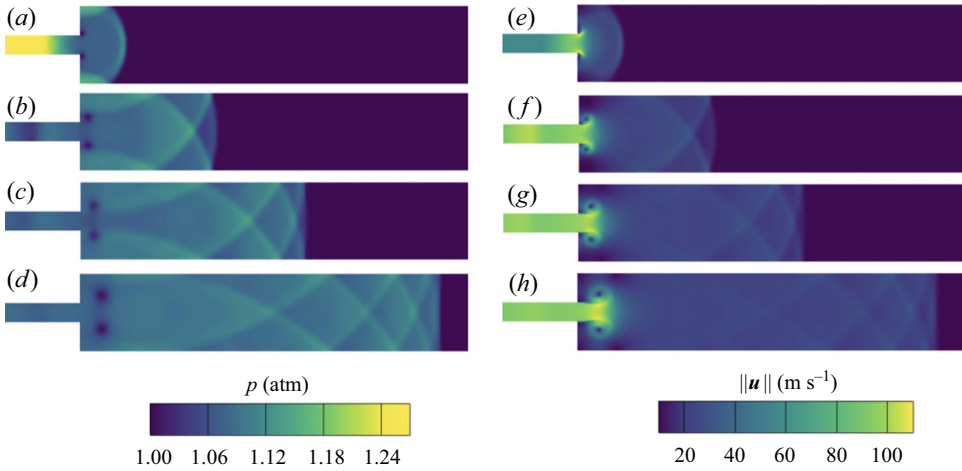 (a)
(b)
(c)
(d)
p (atm)
1.00 1.06 1.12 1.18 1.24
(e)
(f)
(g)
(h)
||u|| (m s⁻¹)
20 40 60 80 100